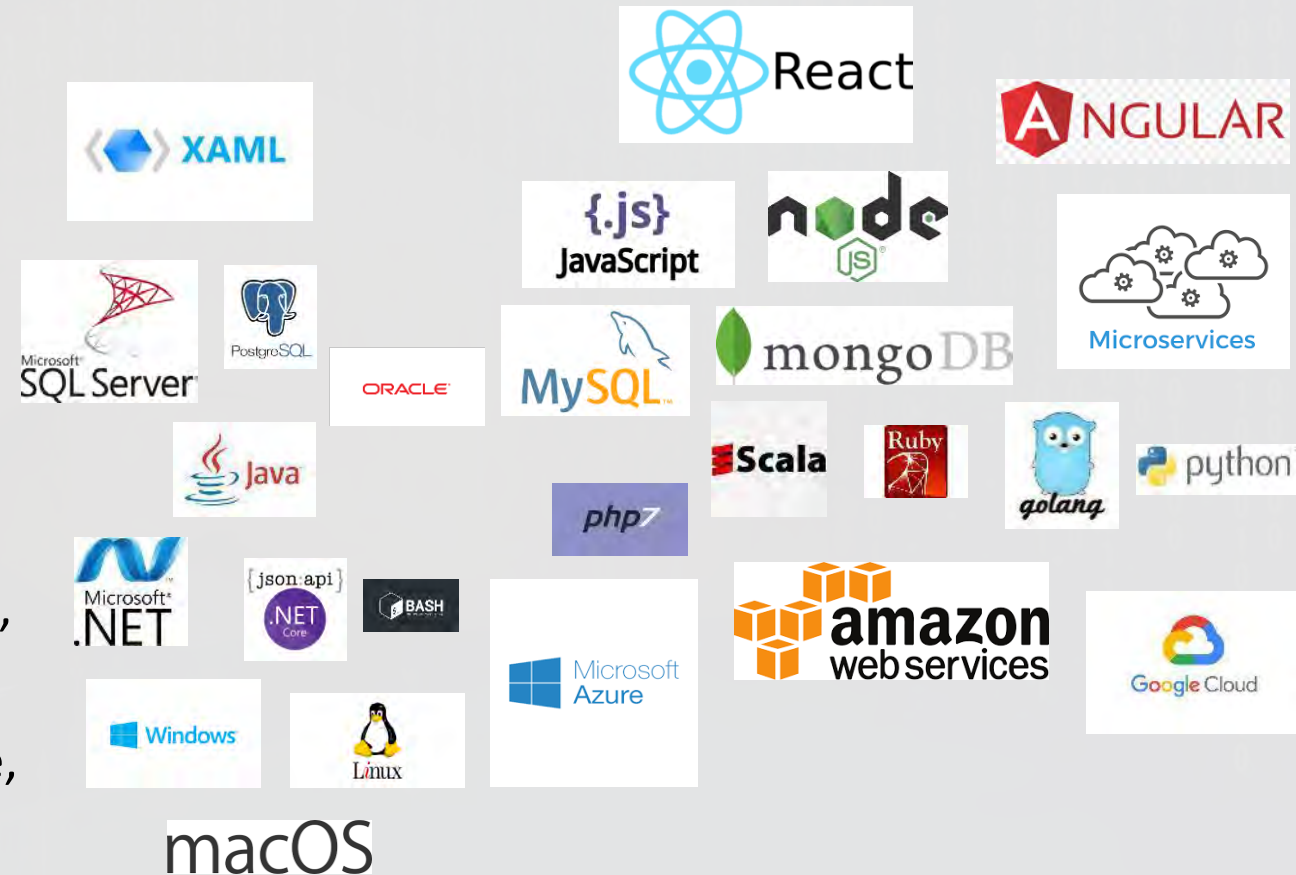 React
ANGULAR
XAML
{.js}
JavaScript
node
JS
Microservices
Microsoft
SQL Server
PostgreSQL
ORACLE
MySQL
mongoDB
Java
Scala
Ruby
golang
python
php7
Microsoft
.NET
{json:api}
.NET
Core
BASH
,
Microsoft
Azure
amazon
web services
Google Cloud
Windows
Linux
,
macOS